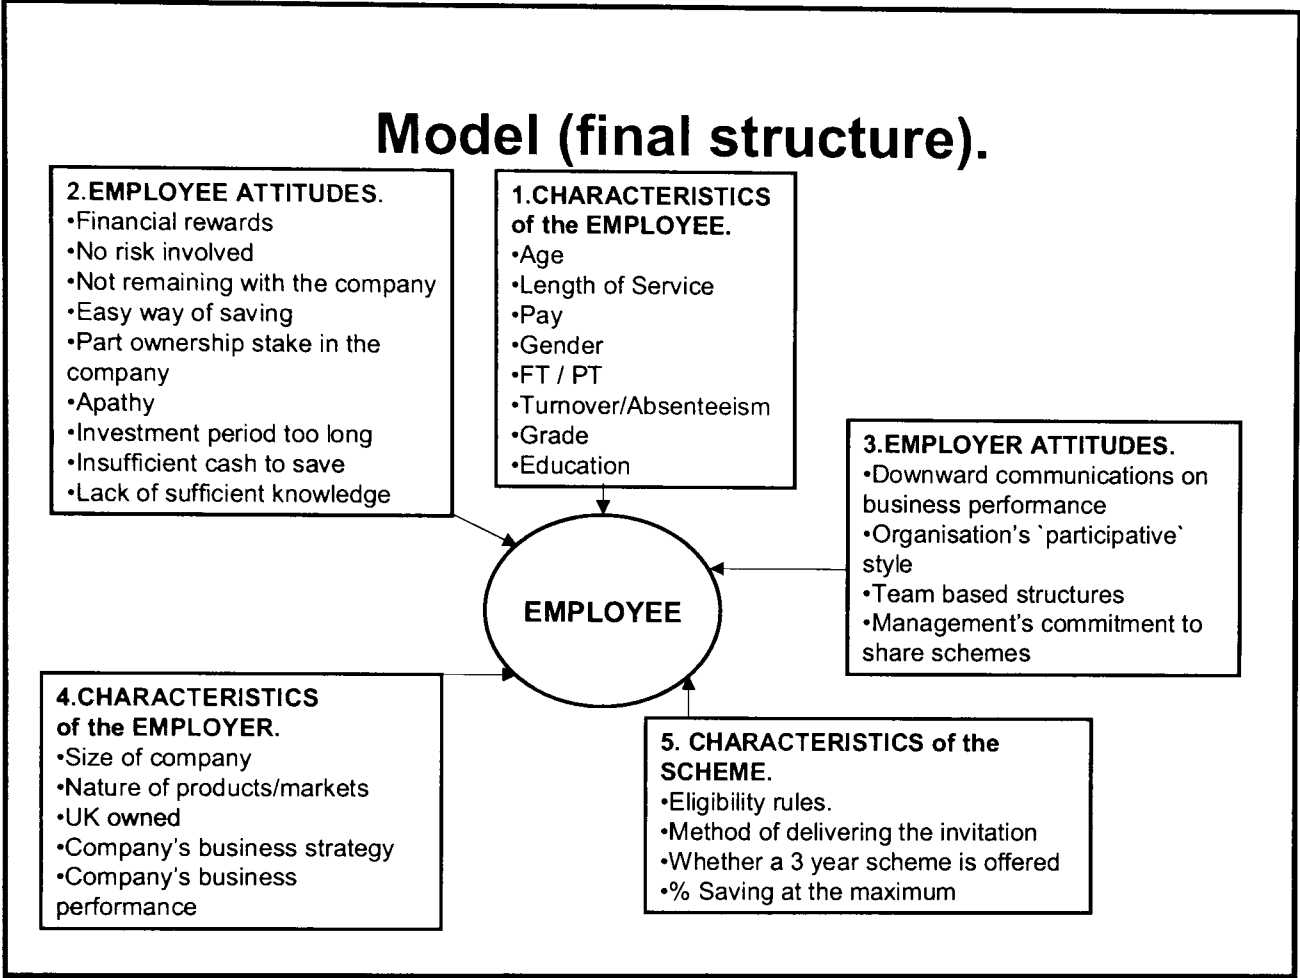 Model (final structure).
2.EMPLOYEE ATTITUDES.
•Financial rewards
•No risk involved
•Not remaining with the company
•Easy way of saving
•Part ownership stake in the
company
•Apathy
•Investment period too long
•Insufficient cash to save
•Lack of sufficient knowledge
1.CHARACTERISTICS
of the EMPLOYEE.
•Age
•Length of Service
•Pay
•Gender
•FT / PT
•Turnover/Absenteeism
•Grade
•Education
3.EMPLOYER ATTITUDES.
•Downward communications on
business performance
•Organisation's `participative`
style
•Team based structures
•Management's commitment to
share schemes
EMPLOYEE
4.CHARACTERISTICS
of the EMPLOYER.
•Size of company
•Nature of products/markets
•UK owned
•Company's business strategy
•Company's business
performance
5. CHARACTERISTICS of the
SCHEME.
•Eligibility rules.
•Method of delivering the invitation
•Whether a 3 year scheme is offered
•% Saving at the maximum